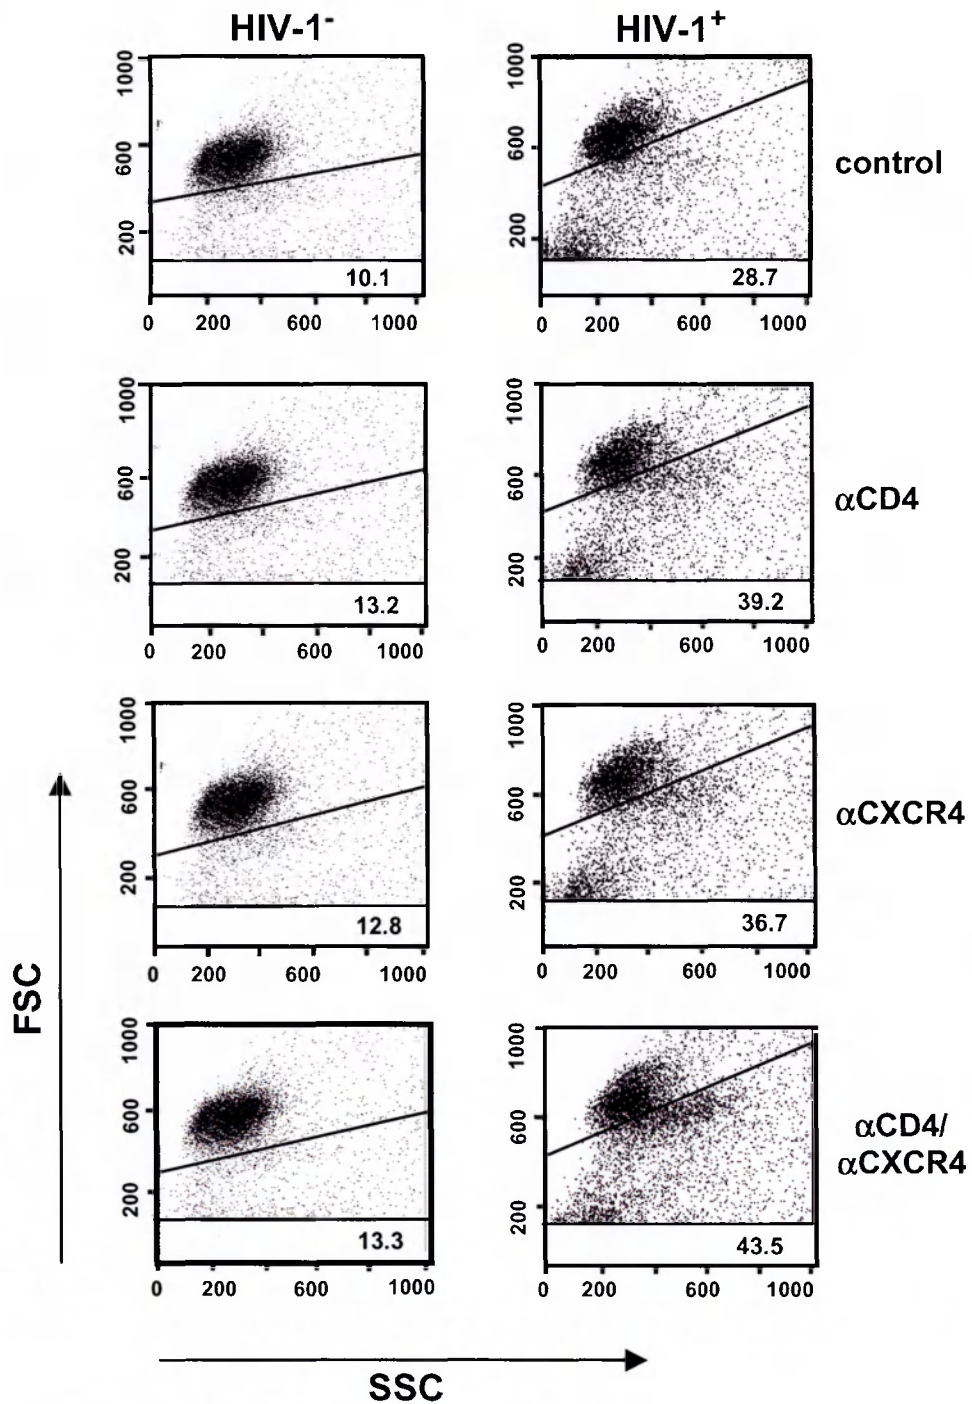 HIV-1⁻ HIV-1⁺
1000 600 200 10.1 0 200 600 1000
1000 600 200 28.7 0 200 600 1000
control
1000 600 200 13.2 0 200 600 1000
1000 600 200 39.2 0 200 600 1000
αCD4
1000 600 200 12.8 0 200 600 1000
1000 600 200 36.7 0 200 600 1000
αCXCR4
1000 600 200 13.3 0 200 600 1000
1000 600 200 43.5 0 200 600 1000
αCD4/
αCXCR4
FSC
SSC